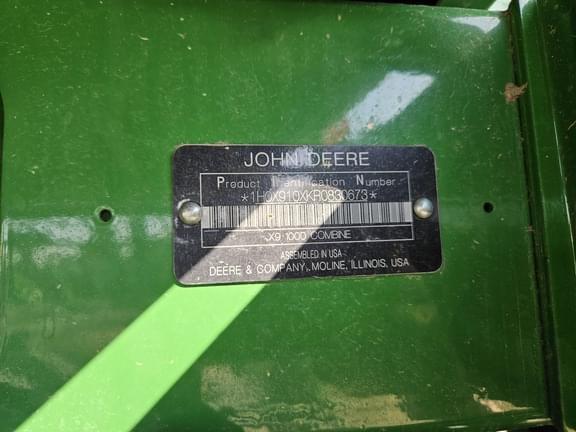 JOHN DEERE
Product Identification Number
*1H0X910XKR0830673*
X9 1000 COMBINE
ASSEMBLED IN USA
DEERE & COMPANY, MOLINE, ILLINOIS, USA